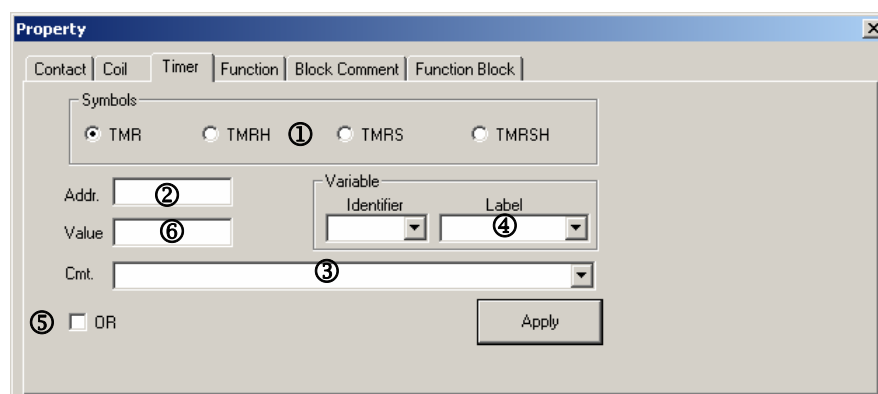 Property
Contact Coil Timer Function Block Comment Function Block
Symbols
TMR TMRH ① TMRS TMRSH
Addr. ②
Variable
Identifier Label
④
Value ⑥
Cmt. ③
⑤ OR
Apply